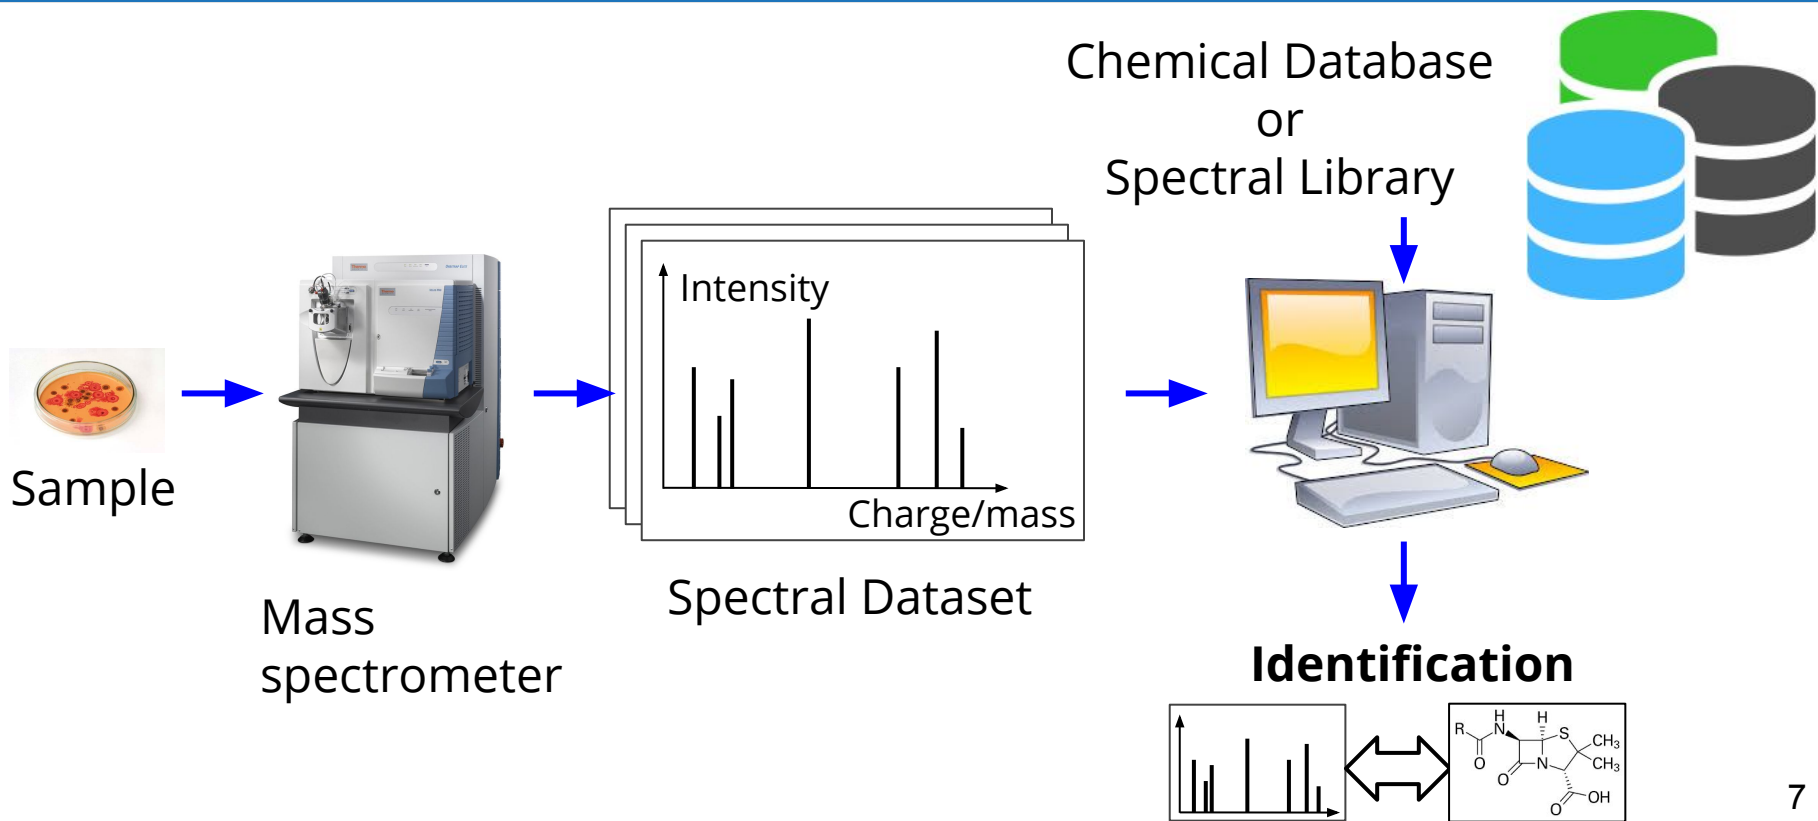 Chemical Database
or
Spectral Library
Intensity
Charge/mass
Sample
Mass
spectrometer
Spectral Dataset
Identification
R
H
N
H
S
CH₃
CH₃
O
O
N
O
OH
7